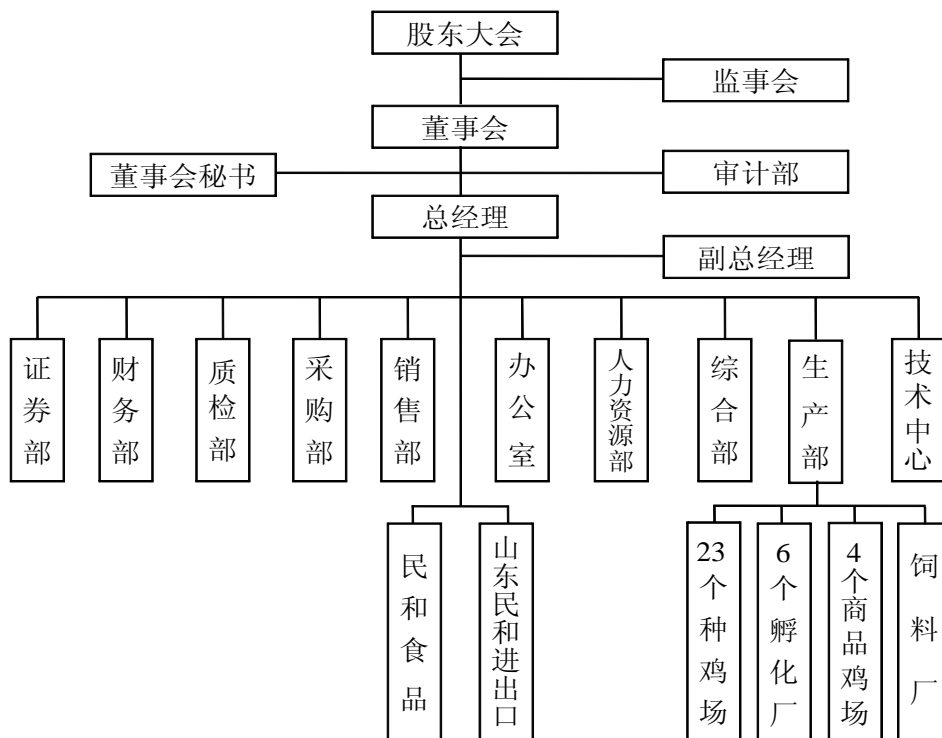 股东大会
监事会
董事会
董事会秘书
审计部
总经理
副总经理
证券部
财务部
质检部
采购部
销售部
办公室
人力资源部
综合部
生产部
技术中心
民和食品
山东民和进出口
23个种鸡场
6个孵化厂
4个商品鸡场
饲料厂